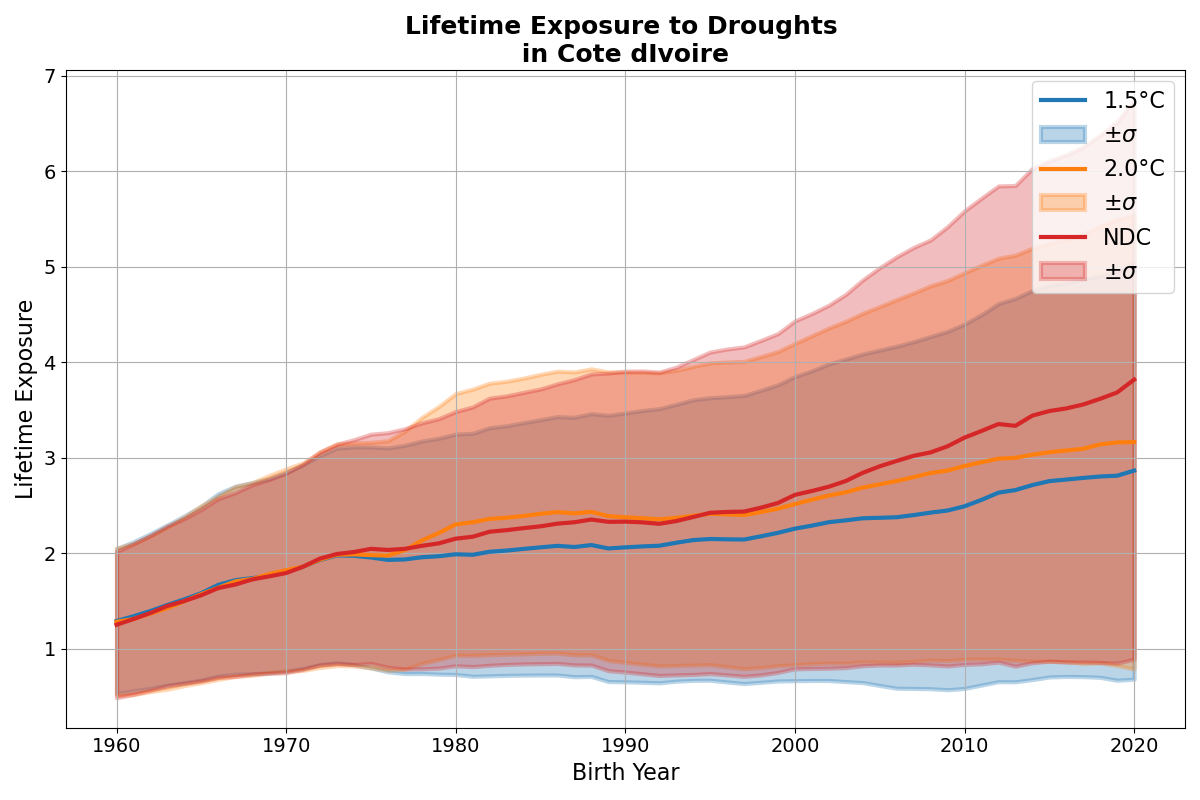 Lifetime Exposure to Droughts
in Cote dIvoire
Lifetime Exposure
7
6
5
4
3
2
1
1960 1970 1980 1990 2000 2010 2020
Birth Year
1.5°C
±σ
2.0°C
±σ
NDC
±σ